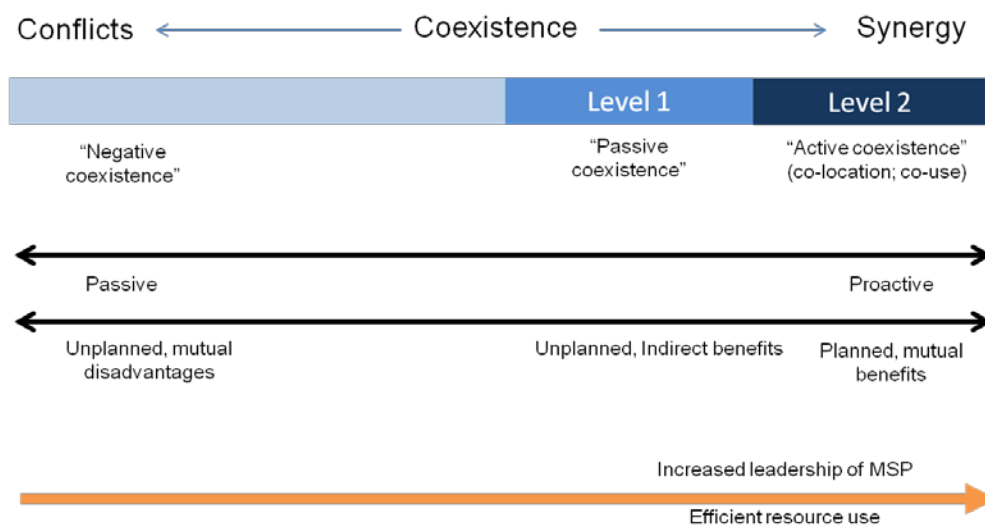 Conflicts Coexistence Synergy
Level 1 Level 2
“Negative
coexistence”
“Passive
coexistence”
“Active coexistence”
(co-location; co-use)
Passive Proactive
Unplanned, mutual
disadvantages
Unplanned, Indirect benefits
Planned, mutual
benefits
Increased leadership of MSP
Efficient resource use